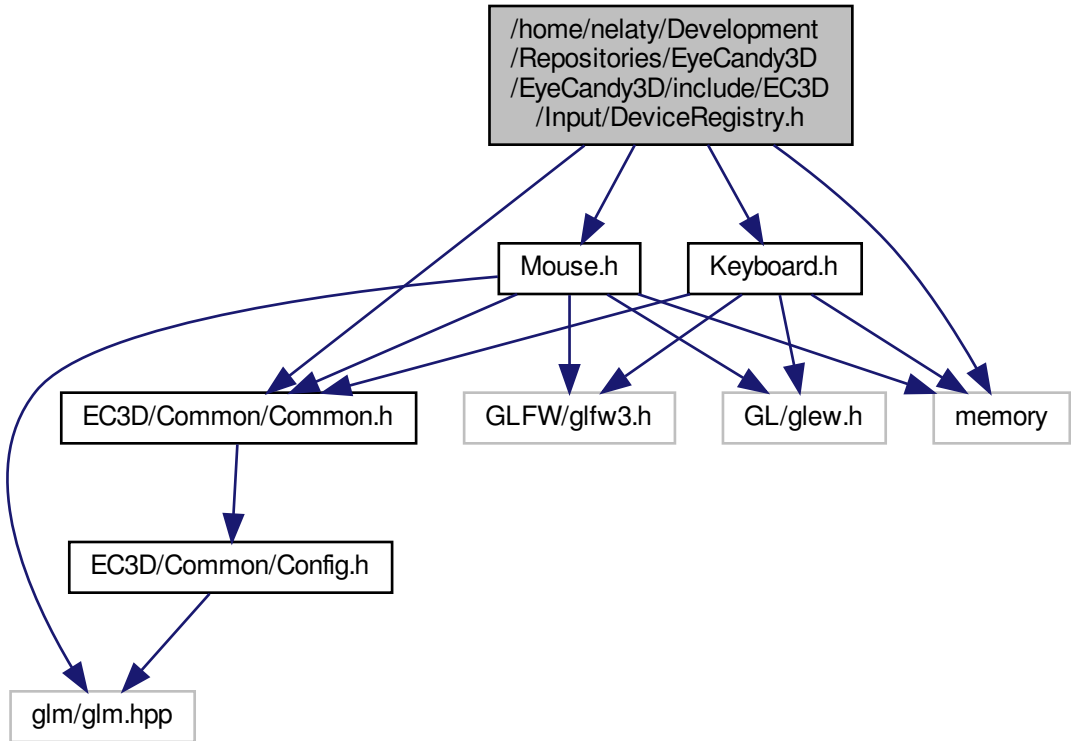 /home/nelaty/Development
/Repositories/EyeCandy3D
/EyeCandy3D/include/EC3D
/Input/DeviceRegistry.h
Mouse.h
Keyboard.h
EC3D/Common/Common.h
GLFW/glfw3.h
GL/glew.h
memory
EC3D/Common/Config.h
glm/glm.hpp